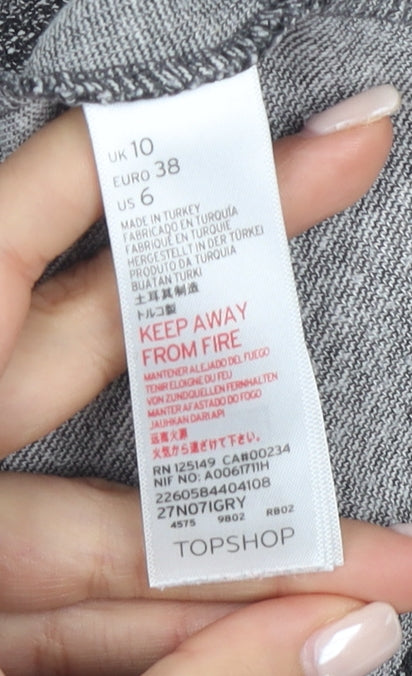 UK 10
EURO 38
US 6
MADE IN TURKEY
FABRICADO EN TURQUÍA
FABRIQUÉ EN TURQUIE
HERGESTELLT IN DER TÜRKEI
PRODUTO DA TURQUIA
BUATAN TURKI
土耳其制造
トルコ製
KEEP AWAY
FROM FIRE
MANTENER ALEJADO DEL FUEGO
TENIR ELOIGNE DU FEU
VON ZUNDQUELLEN FERNHALTEN
MANTER AFASTADO DO FOGO
JAUHKAN DARI API
远离火源
火気から遠ざけて下さい。
RN 125149 CA#00234
NIF NO: A0061711H
2260584404108
27N07IGRY
4575 9802 R802
TOPSHOP